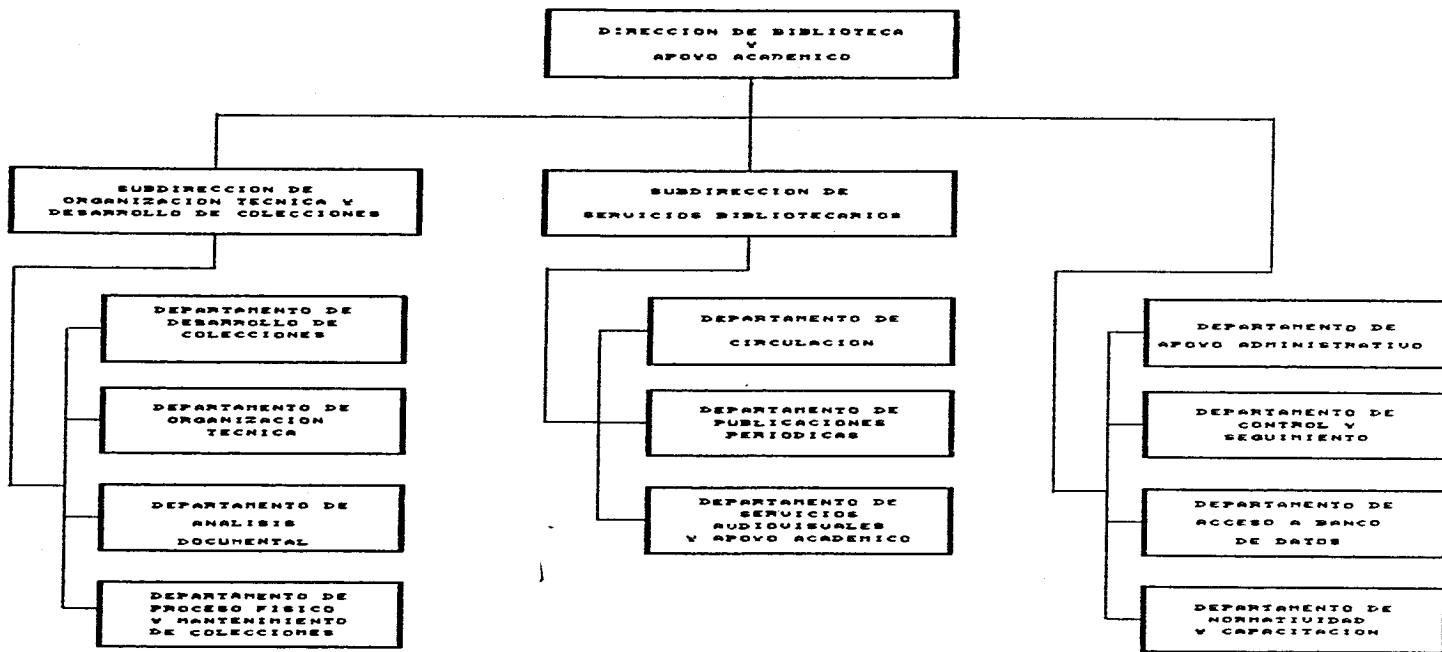 DIRECCION DE BIBLIOTECA
Y
APOYO ACADEMICO
SUBDIRECCION DE
ORGANIZACION TECNICA Y
DESARROLLO DE COLECCIONES
SUBDIRECCION DE
SERVICIOS BIBLIOTECARIOS
DEPARTAMENTO DE
DESARROLLO DE
COLECCIONES
DEPARTAMENTO DE
ORGANIZACION
TECNICA
DEPARTAMENTO DE
ANALISIS
DOCUMENTAL
DEPARTAMENTO DE
PROCESO FISICO
Y MANTENIMIENTO
DE COLECCIONES
DEPARTAMENTO DE
CIRCULACION
DEPARTAMENTO DE
PUBLICACIONES
PERIODICAS
DEPARTAMENTO DE
SERVICIOS
AUDIOVISUALES
Y APOYO ACADEMICO
DEPARTAMENTO DE
APOYO ADMINISTRATIVO
DEPARTAMENTO DE
CONTROL Y
SEGUIMIENTO
DEPARTAMENTO DE
ACCESO A BANCO
DE DATOS
DEPARTAMENTO DE
NORMATIVIDAD
Y CAPACITACION